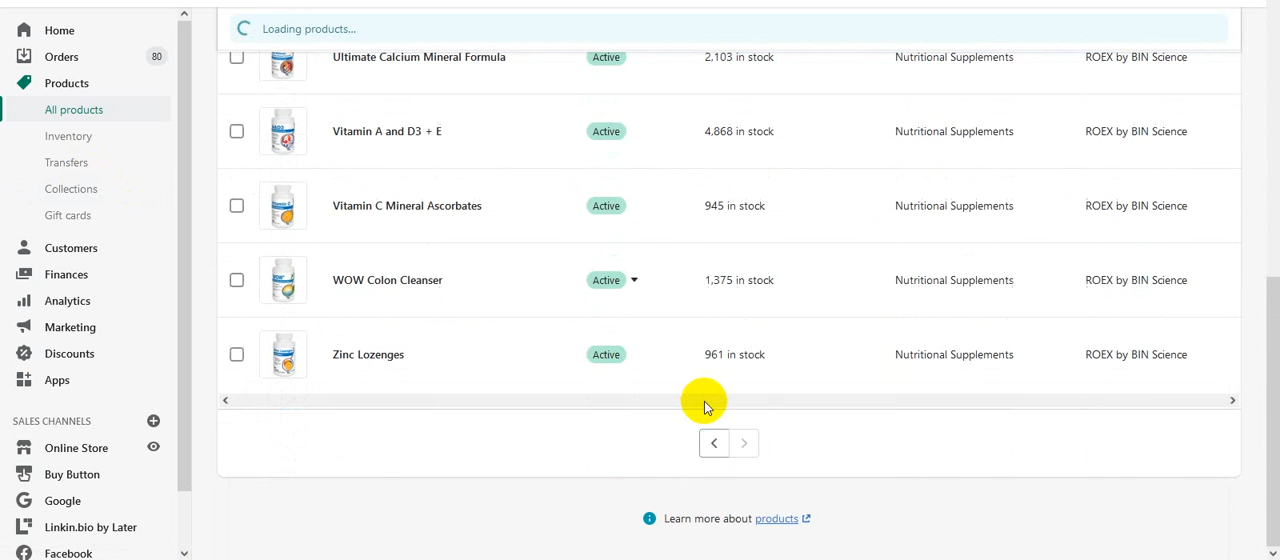 Home
Orders 80
Products
All products
Inventory
Transfers
Collections
Gift cards
Customers
Finances
Analytics
Marketing
Discounts
Apps
SALES CHANNELS
Online Store
Buy Button
Google
Linkin.bio by Later
Facebook
Loading products...
Ultimate Calcium Mineral Formula Active 2,103 in stock Nutritional Supplements ROEX by BIN Science
Vitamin A and D3 + E Active 4,868 in stock Nutritional Supplements ROEX by BIN Science
Vitamin C Mineral Ascorbates Active 945 in stock Nutritional Supplements ROEX by BIN Science
WOW Colon Cleanser Active 1,375 in stock Nutritional Supplements ROEX by BIN Science
Zinc Lozenges Active 961 in stock Nutritional Supplements ROEX by BIN Science
Learn more about products